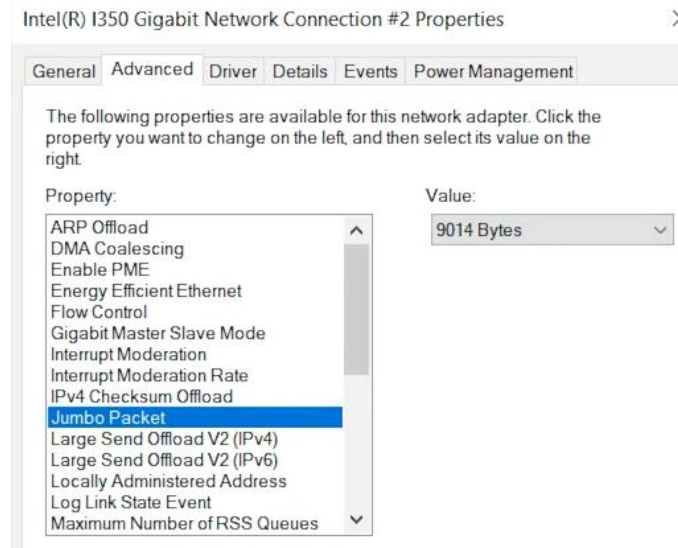 Intel(R) I350 Gigabit Network Connection #2 Properties
General Advanced Driver Details Events Power Management
The following properties are available for this network adapter. Click the
property you want to change on the left, and then select its value on the
right.
Property:
Value:
ARP Offload
DMA Coalescing
Enable PME
Energy Efficient Ethernet
Flow Control
Gigabit Master Slave Mode
Interrupt Moderation
Interrupt Moderation Rate
IPv4 Checksum Offload
Jumbo Packet
Large Send Offload V2 (IPv4)
Large Send Offload V2 (IPv6)
Locally Administered Address
Log Link State Event
Maximum Number of RSS Queues
9014 Bytes